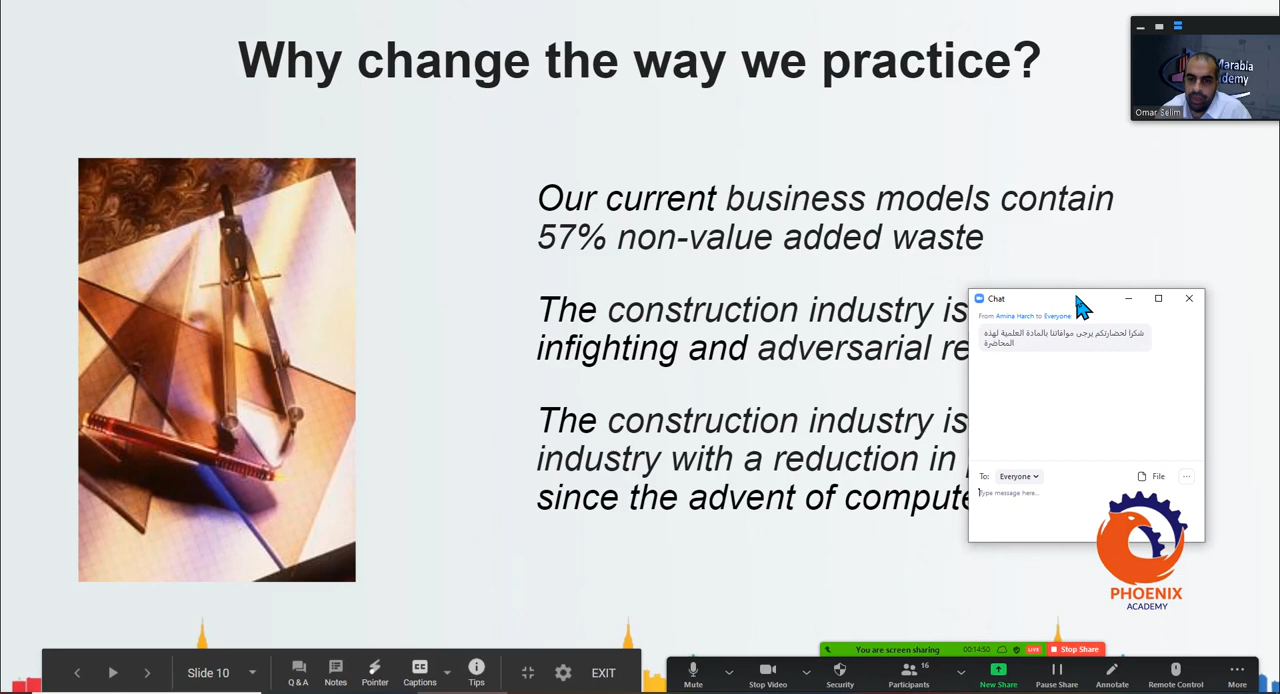 Why change the way we practice?
Marabia
Omar Selim
Our current business models contain
57% non-value added waste
The construction industry is
infighting and adversarial re
The construction industry is
industry with a reduction in
since the advent of compute
Chat
From Amina Harch to Everyone:
شكرا لحضارتكم يرجى موافاتنا بالمادة العلمية لهذه
المحاضرة
To: Everyone
File
Type message here...
PHOENIX
ACADEMY
Slide 10
Q & A
Notes
Pointer
Captions
Tips
EXIT
You are screen sharing
00:14:50
LIVE
Stop Share
Mute
Stop Video
Security
Participants
16
New Share
Pause Share
Annotate
Remote Control
More